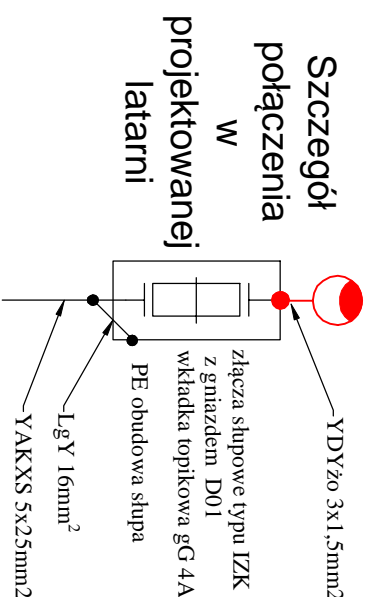 Szczegół
połączenia
w
projektowanej
latarni
YDYżo 3x1,5mm2
złącza słupowe typu IZK
z gniazdem D01
wkładka topikowa gG 4A
PE obudowa słupa
LgY 16mm²
YAKXS 5x25mm2